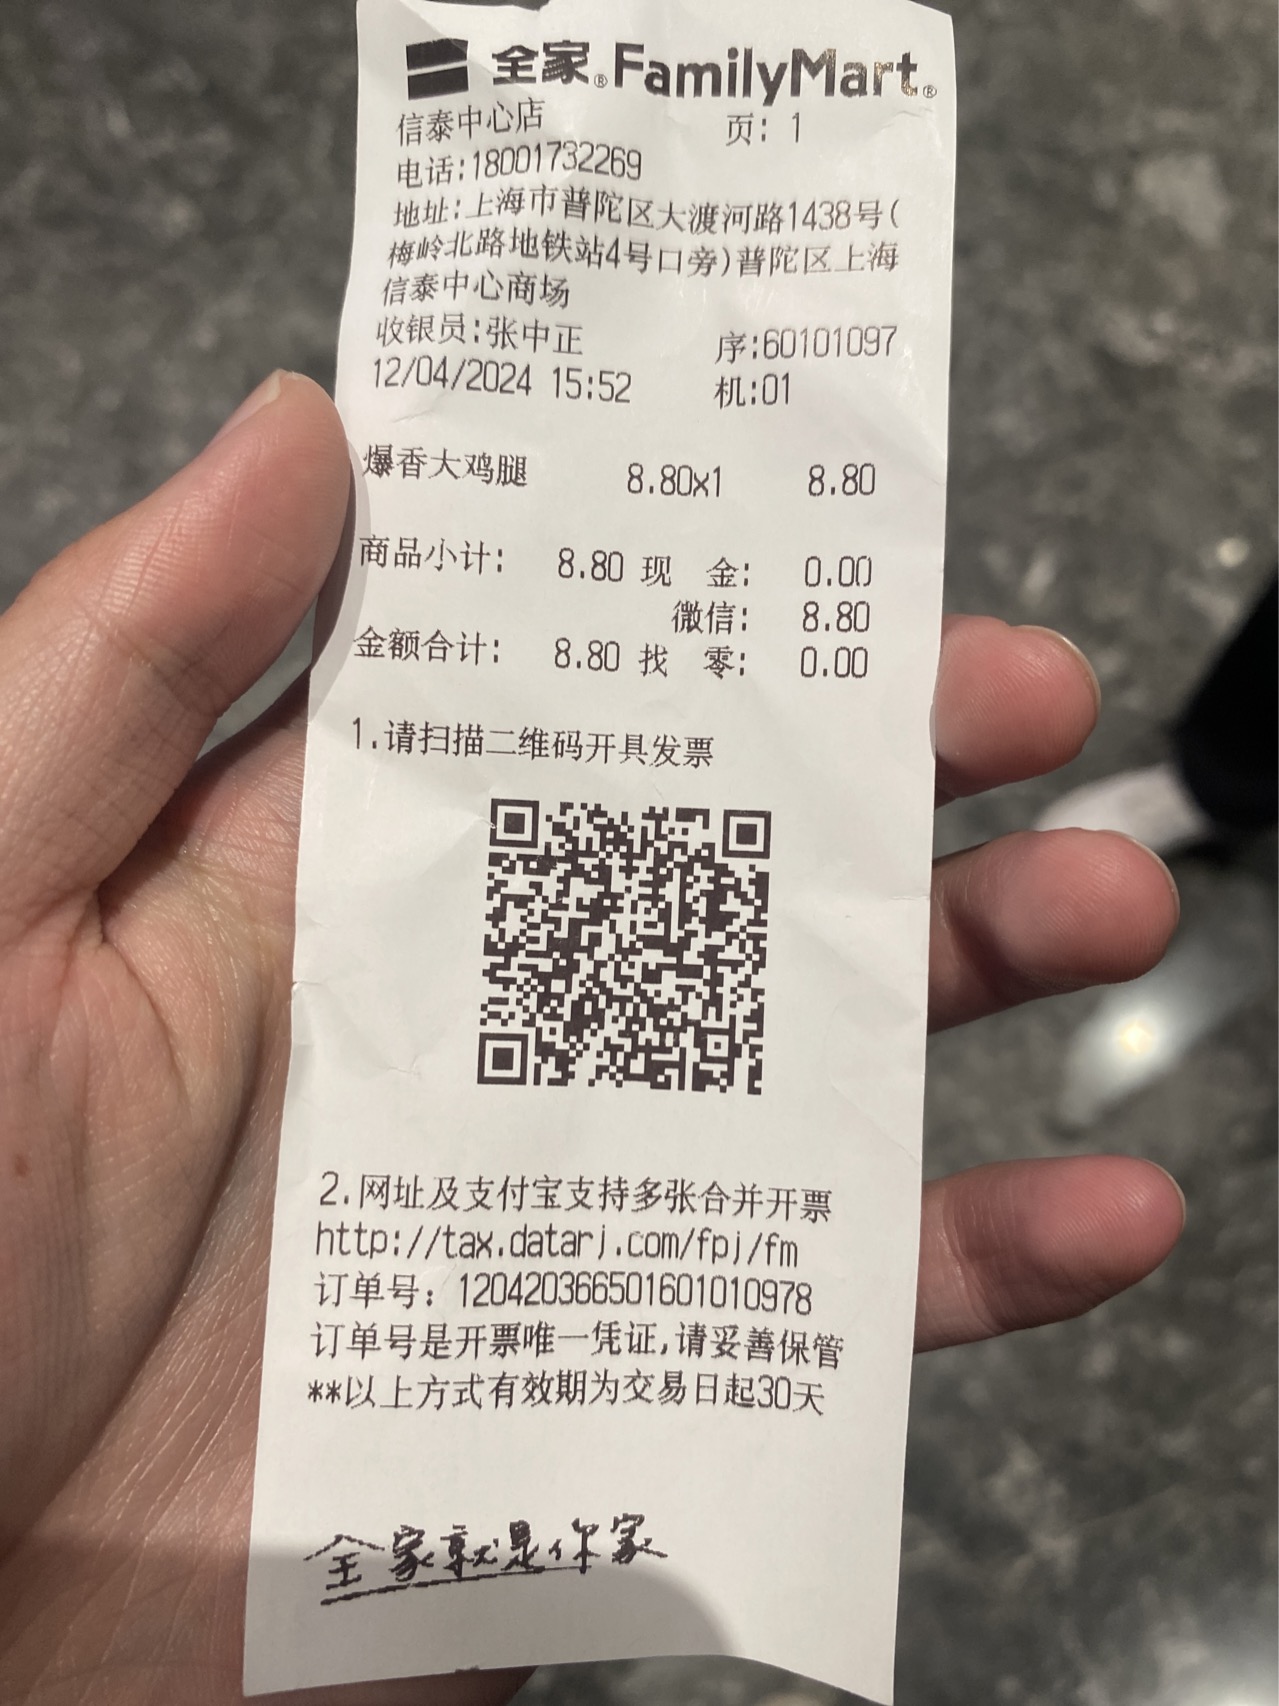 全家®FamilyMart®
信泰中心店 页: 1
电话:18001732269
地址:上海市普陀区大渡河路1438号(
梅岭北路地铁站4号口旁)普陀区上海
信泰中心商场
收银员:张中正 序:60101097
12/04/2024 15:52 机:01
爆香大鸡腿 8.80x1 8.80
商品小计: 8.80 现 金: 0.00
微信: 8.80
金额合计: 8.80 找 零: 0.00
1.请扫描二维码开具发票
2.网址及支付宝支持多张合并开票
http://tax.datarj.com/fpj/fm
订单号: 120420366501601010978
订单号是开票唯一凭证,请妥善保管
**以上方式有效期为交易日起30天
全家就是你家